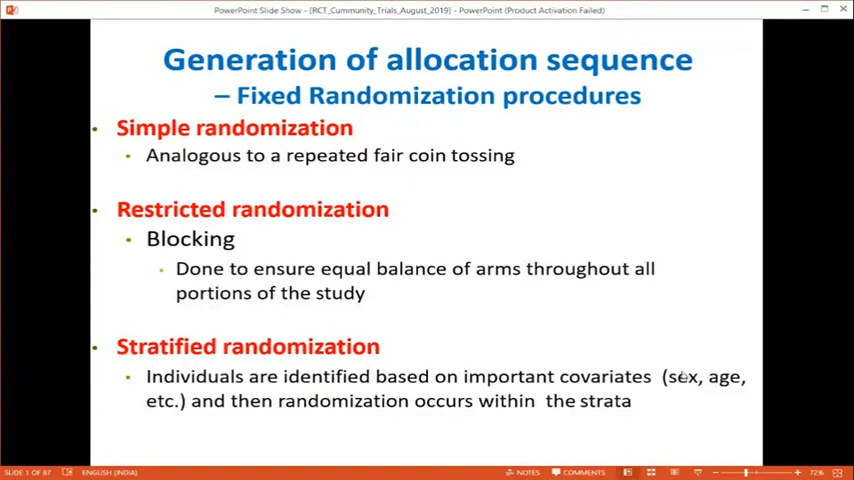 PowerPoint Slide Show - [RCT_Cummunity_Trials_August_2019] - PowerPoint (Product Activation Failed)
Generation of allocation sequence
– Fixed Randomization procedures
• Simple randomization
• Analogous to a repeated fair coin tossing
• Restricted randomization
• Blocking
• Done to ensure equal balance of arms throughout all
portions of the study
• Stratified randomization
• Individuals are identified based on important covariates (sex, age,
etc.) and then randomization occurs within the strata
SLIDE 1 OF 87 ENGLISH (INDIA) NOTES COMMENTS 72%